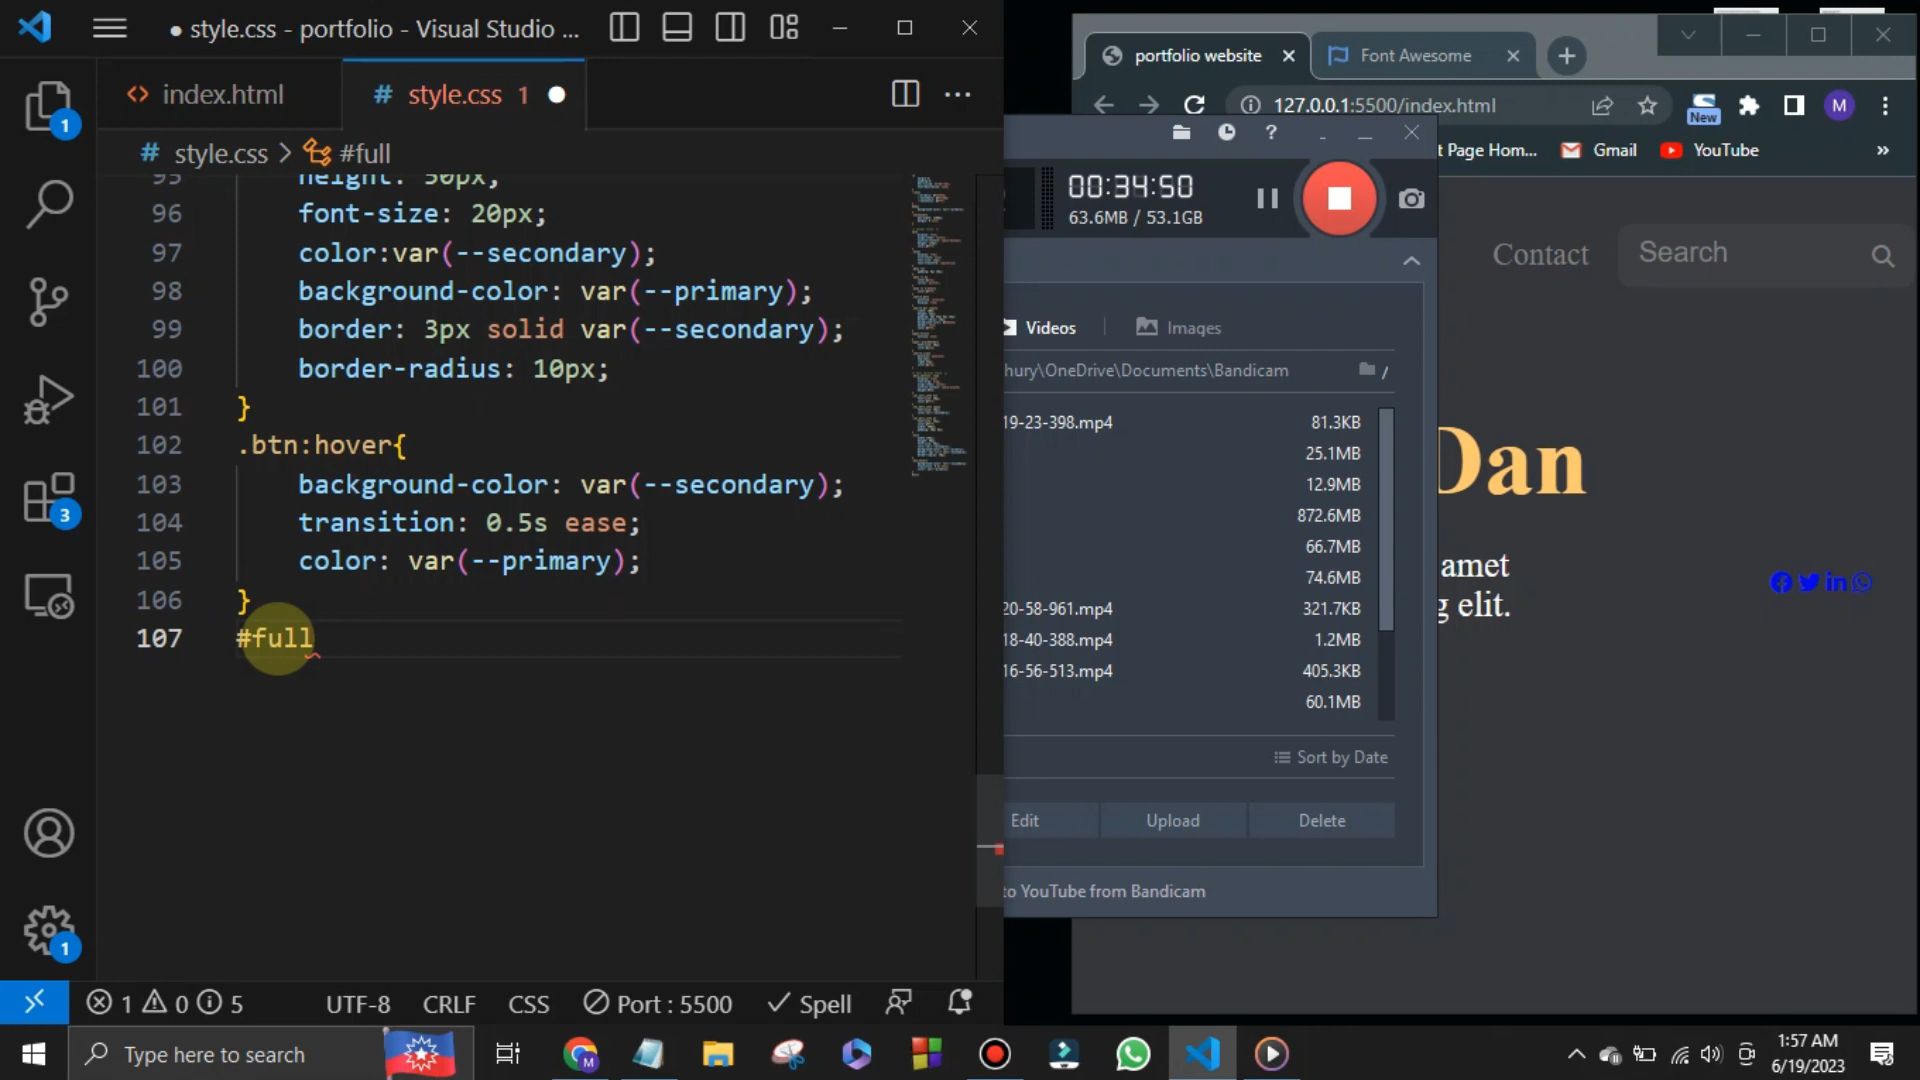 style.css - portfolio - Visual Studio ...
index.html
style.css 1
style.css > #full
95 height: 50px;
96 font-size: 20px;
97 color:var(--secondary);
98 background-color: var(--primary);
99 border: 3px solid var(--secondary);
100 border-radius: 10px;
101 }
102 .btn:hover{
103 background-color: var(--secondary);
104 transition: 0.5s ease;
105 color: var(--primary);
106 }
107 #full
1
3
1
1 0 5
UTF-8
CRLF
CSS
Port : 5500
Spell
portfolio website
Font Awesome
127.0.0.1:5500/index.html
New
M
t Page Hom...
Gmail
YouTube
»
?
00:34:50
63.6MB / 53.1GB
Videos
Images
hury\OneDrive\Documents\Bandicam
/
19-23-398.mp4 81.3KB
25.1MB
12.9MB
872.6MB
66.7MB
74.6MB
20-58-961.mp4 321.7KB
18-40-388.mp4 1.2MB
16-56-513.mp4 405.3KB
60.1MB
Sort by Date
Edit
Upload
Delete
to YouTube from Bandicam
Contact
Search
Dan
amet
g elit.
Type here to search
1:57 AM
6/19/2023